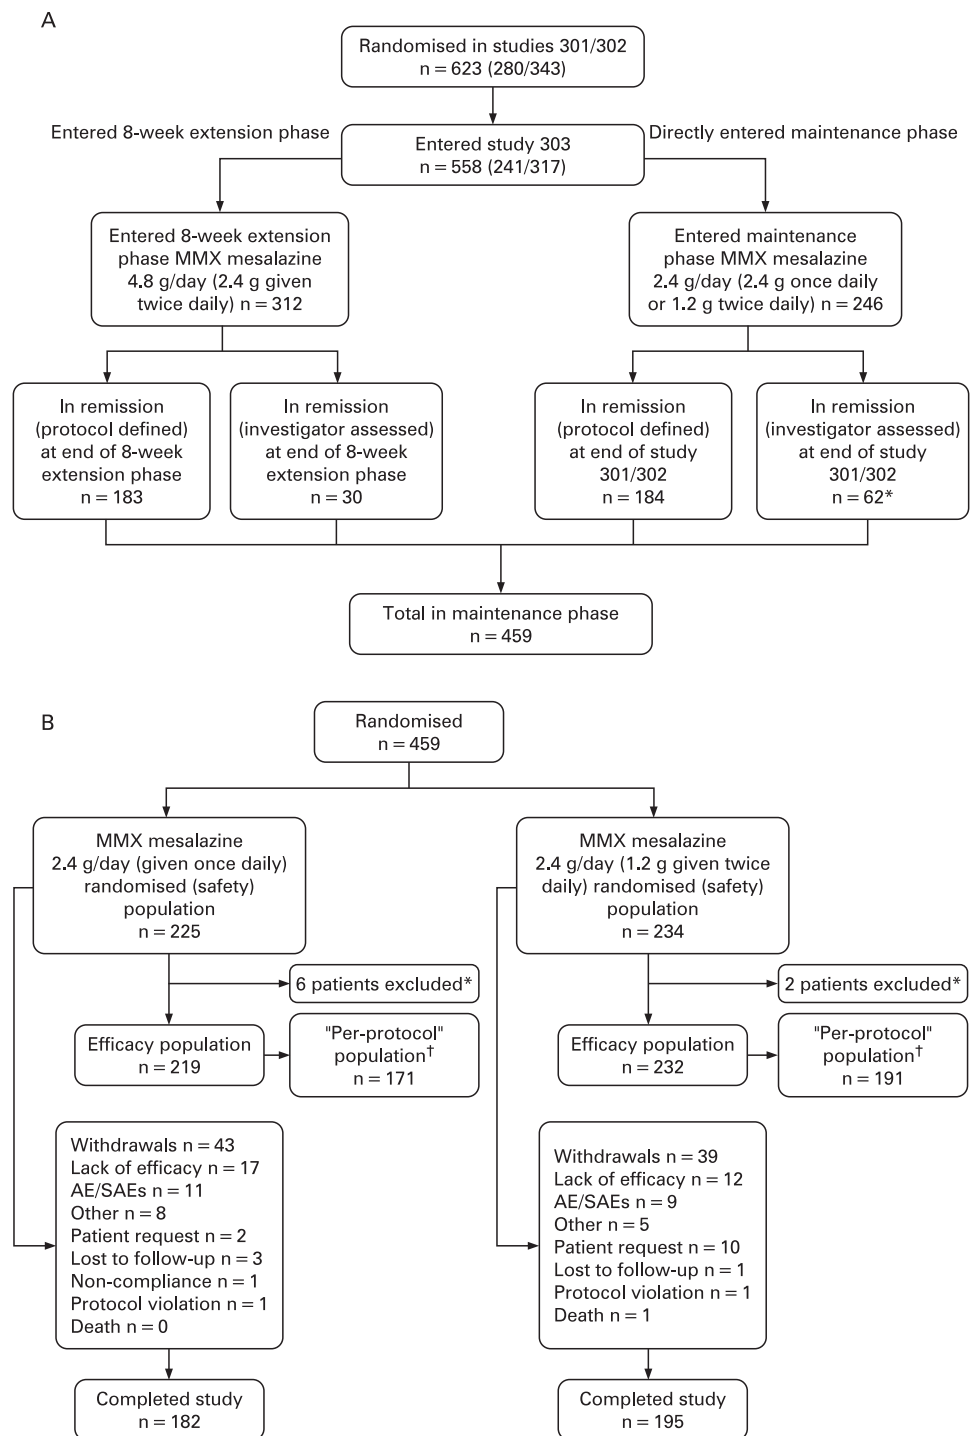 A
Randomised in studies 301/302
n = 623 (280/343)
Entered 8-week extension phase
Directly entered maintenance phase
Entered study 303
n = 558 (241/317)
Entered 8-week extension
phase MMX mesalazine
4.8 g/day (2.4 g given
twice daily) n = 312
Entered maintenance
phase MMX mesalazine
2.4 g/day (2.4 g once daily
or 1.2 g twice daily) n = 246
In remission
(protocol defined)
at end of 8-week
extension phase
n = 183
In remission
(investigator assessed)
at end of 8-week
extension phase
n = 30
In remission
(protocol defined)
at end of study
301/302
n = 184
In remission
(investigator assessed)
at end of study
301/302
n = 62*
Total in maintenance phase
n = 459
B
Randomised
n = 459
MMX mesalazine
2.4 g/day (given once daily)
randomised (safety)
population
n = 225
MMX mesalazine
2.4 g/day (1.2 g given twice
daily) randomised (safety)
population
n = 234
6 patients excluded*
2 patients excluded*
Efficacy population
n = 219
"Per-protocol"
population†
n = 171
Efficacy population
n = 232
"Per-protocol"
population†
n = 191
Withdrawals n = 43
Lack of efficacy n = 17
AE/SAEs n = 11
Other n = 8
Patient request n = 2
Lost to follow-up n = 3
Non-compliance n = 1
Protocol violation n = 1
Death n = 0
Withdrawals n = 39
Lack of efficacy n = 12
AE/SAEs n = 9
Other n = 5
Patient request n = 10
Lost to follow-up n = 1
Protocol violation n = 1
Death n = 1
Completed study
n = 182
Completed study
n = 195